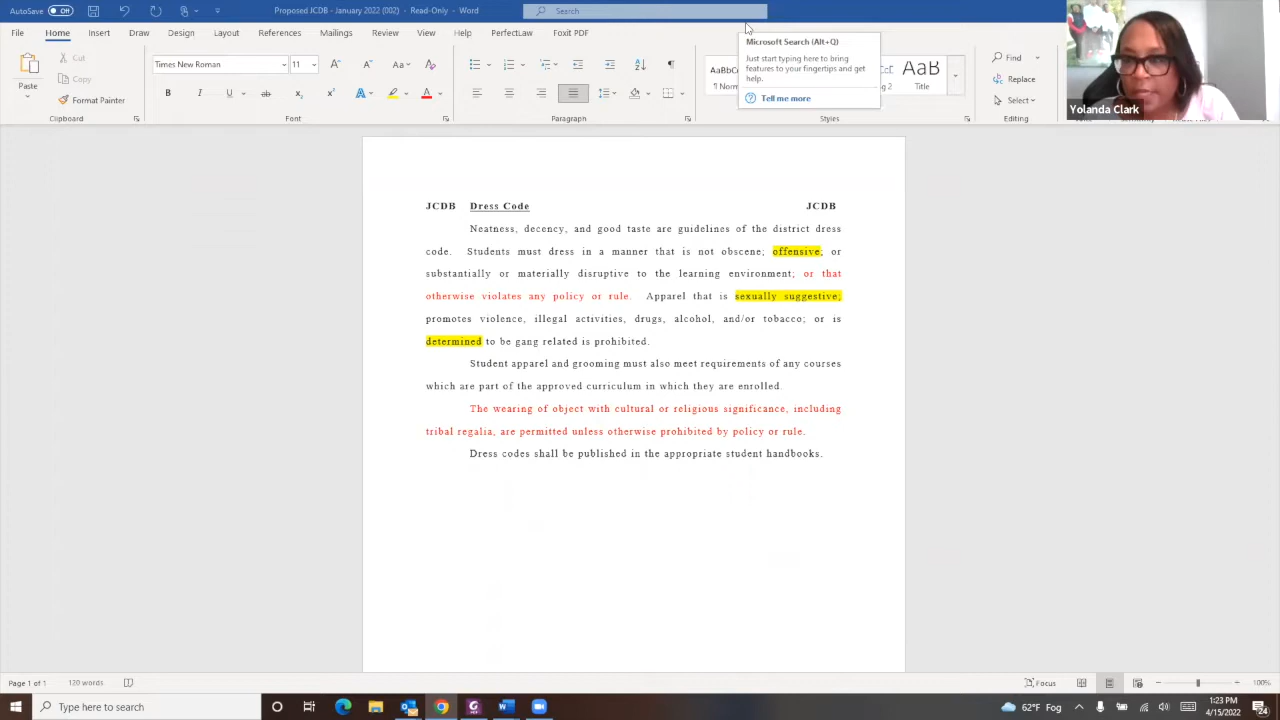 AutoSave Off Proposed JCDB - January 2022 (002) - Read-Only - Word Search
File Home Insert Draw Design Layout References Mailings Review View Help PerfectLaw Foxit PDF
Microsoft Search (Alt+Q)
Just start typing here to bring
features to your fingertips and get
help.
Tell me more
Paste
Cut
Copy
Format Painter
Clipboard
Times New Roman 11
Font
Paragraph
AaB
Title
Styles
Find
Replace
Select
Editing
Yolanda Clark
JCDB Dress Code JCDB
Neatness, decency, and good taste are guidelines of the district dress
code. Students must dress in a manner that is not obscene; offensive; or
substantially or materially disruptive to the learning environment; or that
otherwise violates any policy or rule. Apparel that is sexually suggestive;
promotes violence, illegal activities, drugs, alcohol, and/or tobacco; or is
determined to be gang related is prohibited.
Student apparel and grooming must also meet requirements of any courses
which are part of the approved curriculum in which they are enrolled.
The wearing of object with cultural or religious significance, including
tribal regalia, are permitted unless otherwise prohibited by policy or rule.
Dress codes shall be published in the appropriate student handbooks.
Page 1 of 1 120 words Focus 100%
Type here to search 62°F Fog 1:23 PM
4/15/2022 24